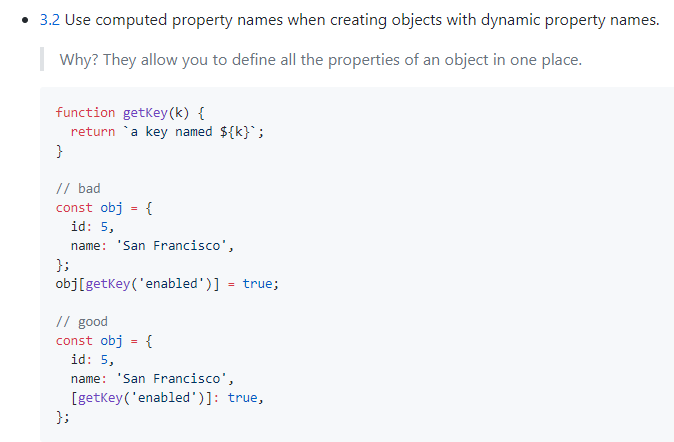 3.2 Use computed property names when creating objects with dynamic property names.
Why? They allow you to define all the properties of an object in one place.
function getKey(k) {
  return `a key named ${k}`;
}

// bad
const obj = {
  id: 5,
  name: 'San Francisco',
};
obj[getKey('enabled')] = true;

// good
const obj = {
  id: 5,
  name: 'San Francisco',
  [getKey('enabled')]: true,
};